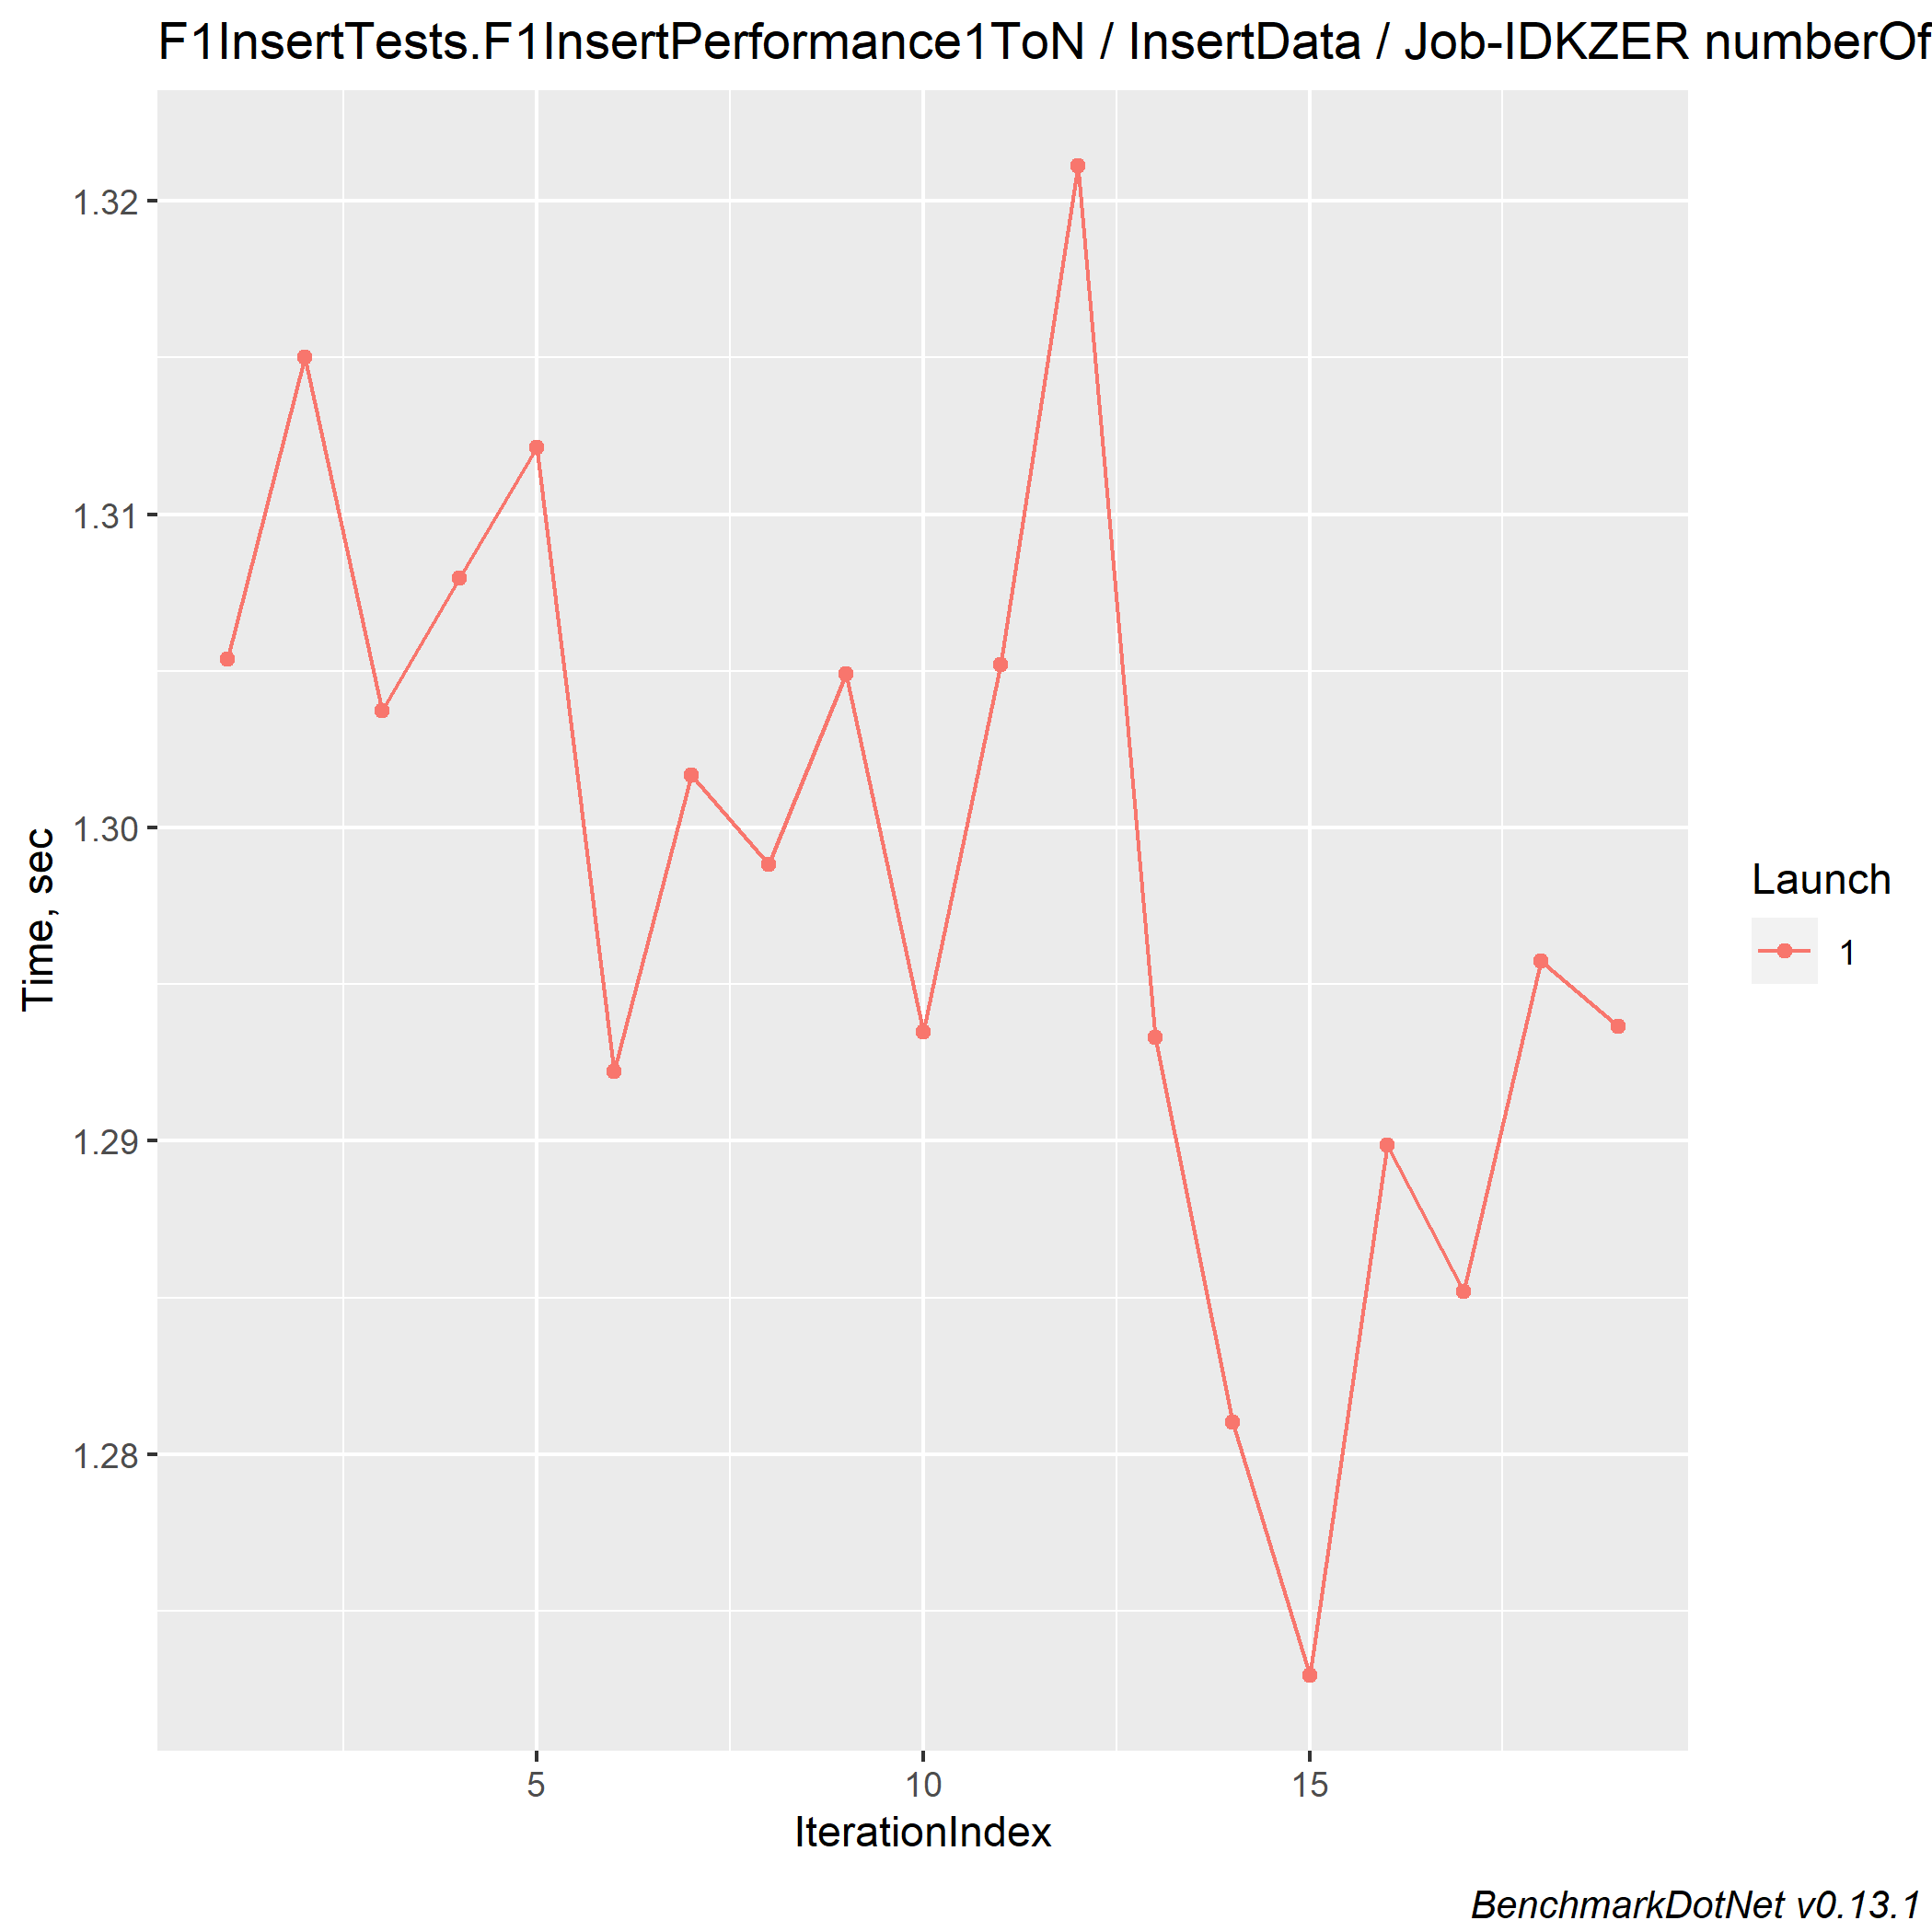 F1InsertTests.F1InsertPerformance1ToN / InsertData / Job-IDKZER numberOf
1.32
1.31
1.30
1.29
1.28
Time, sec
5 10 15
IterationIndex
Launch
1
BenchmarkDotNet v0.13.1